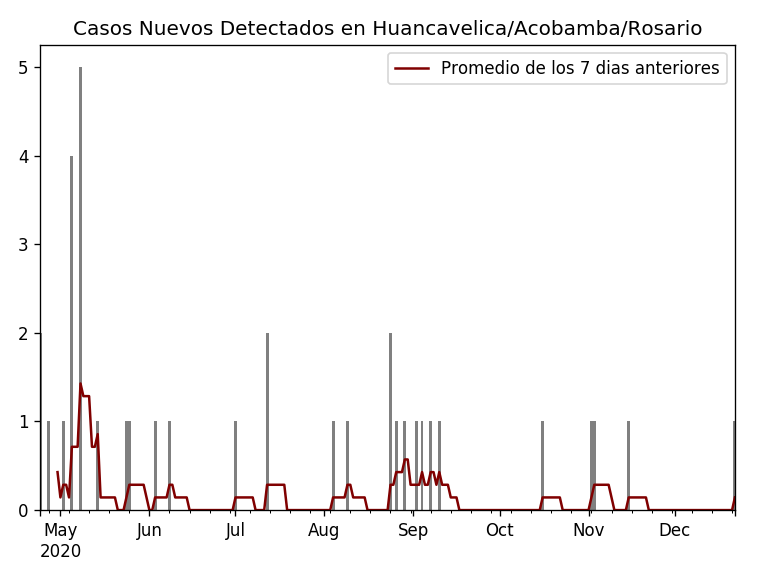 Casos Nuevos Detectados en Huancavelica/Acobamba/Rosario
Promedio de los 7 dias anteriores
5
4
3
2
1
0
May Jun Jul Aug Sep Oct Nov Dec
2020